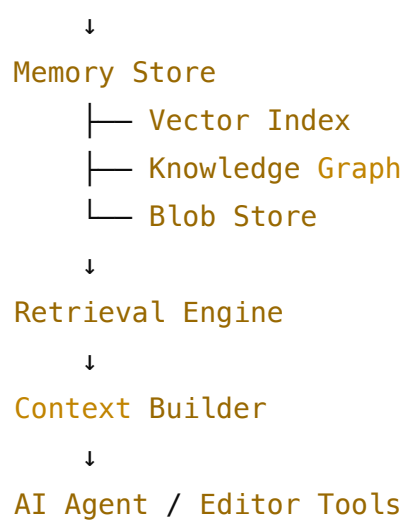 ↓
Memory Store
├── Vector Index
├── Knowledge Graph
└── Blob Store
↓
Retrieval Engine
↓
Context Builder
↓
AI Agent / Editor Tools